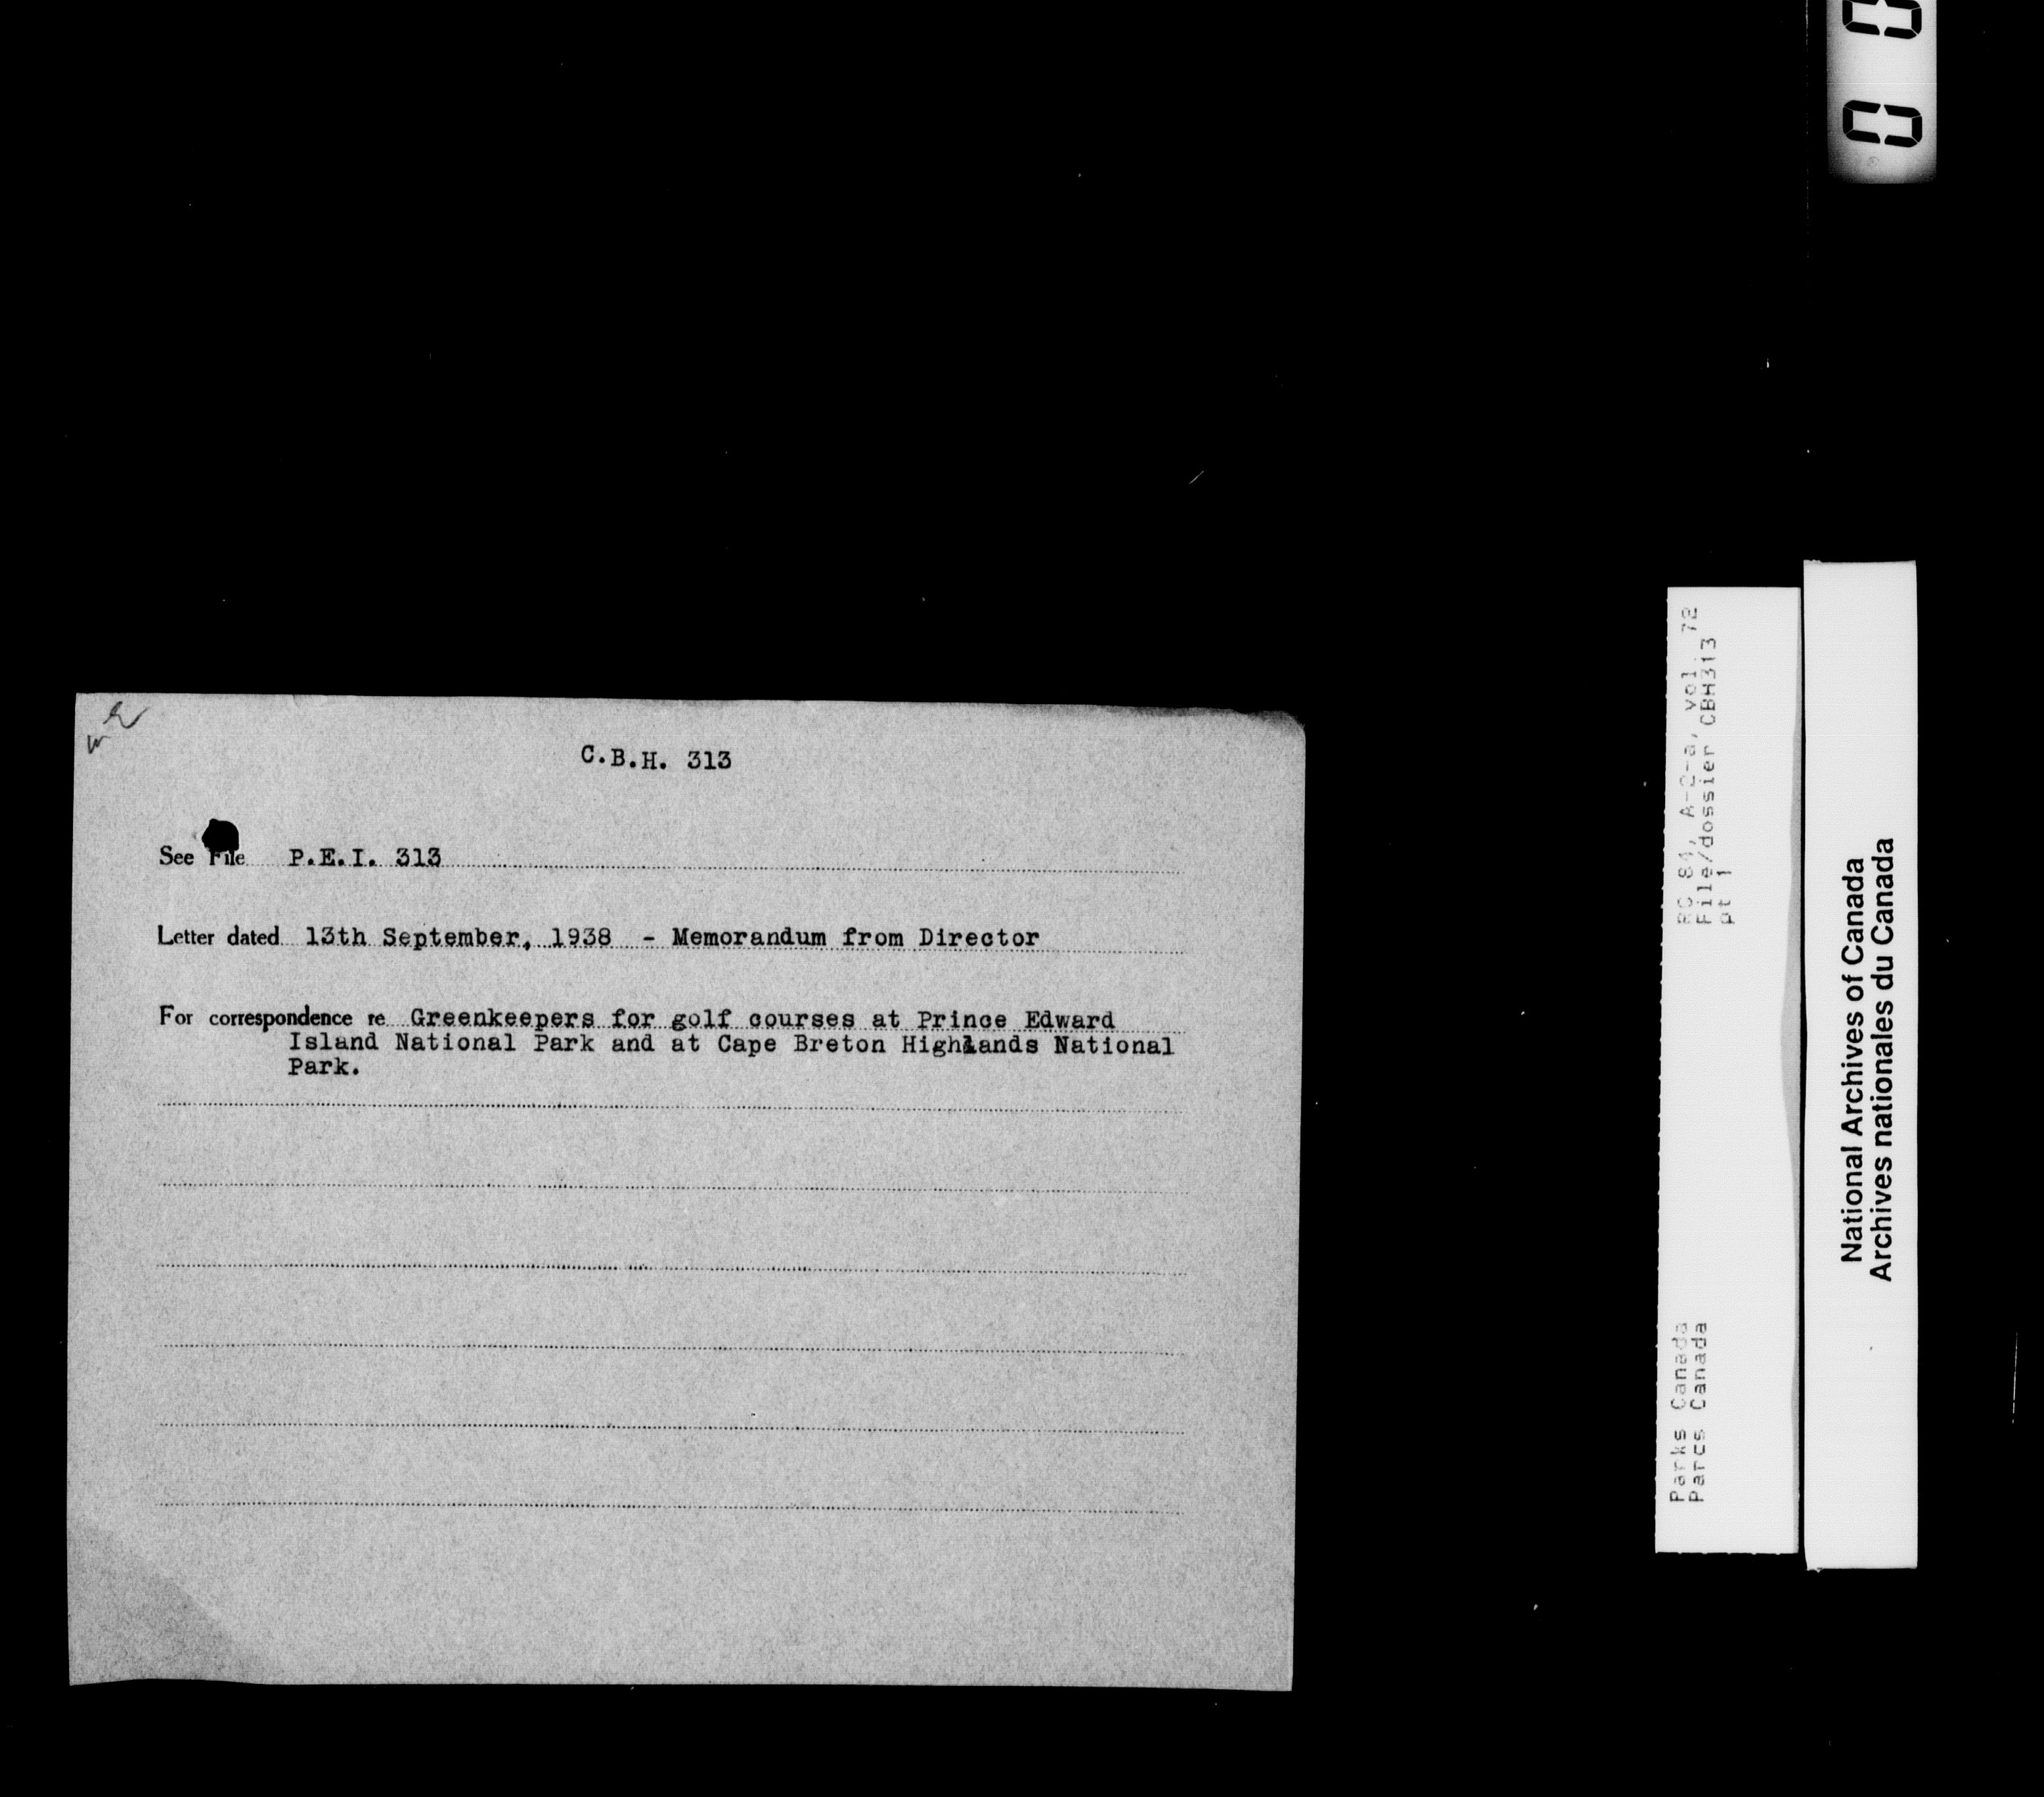 C.B.H. 313
See File P.E.I. 313
Letter dated 13th September, 1938 - Memorandum from Director
For correspondence re Greenkeepers for golf courses at Prince Edward
Island National Park and at Cape Breton Highlands National
Park.
RG 84, A-2-a, vol. 72
File/dossier CBH313
pt 1
Parks Canada
Parcs Canada
National Archives of Canada
Archives nationales du Canada
0 0